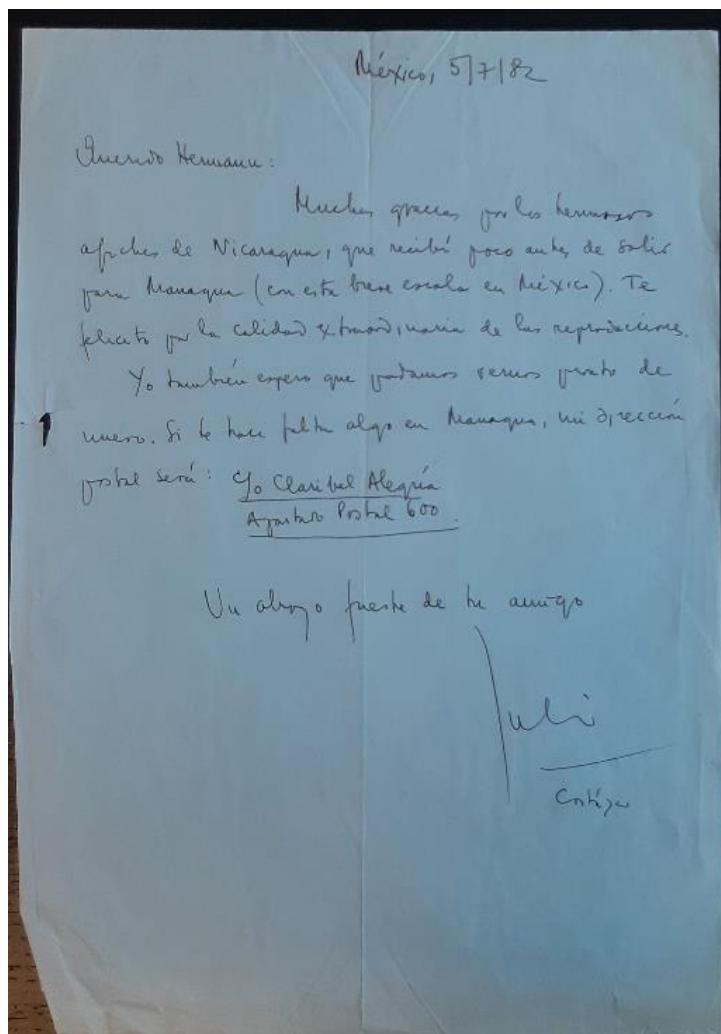 México, 5/7/82
Querido Hermann:
Muchas gracias por los hermosos
afiches de Nicaragua, que recibí poco antes de salir
para Managua (con esta breve escala en México). Te
felicito por la calidad extraordinaria de las reproducciones.
Yo también espero que podamos vernos pronto de
nuevo. Si te hace falta algo en Managua, mi dirección
postal será: c/o Claribel Alegría
Apartado Postal 600.
Un abrazo fuerte de tu amigo
Julio
Cortázar